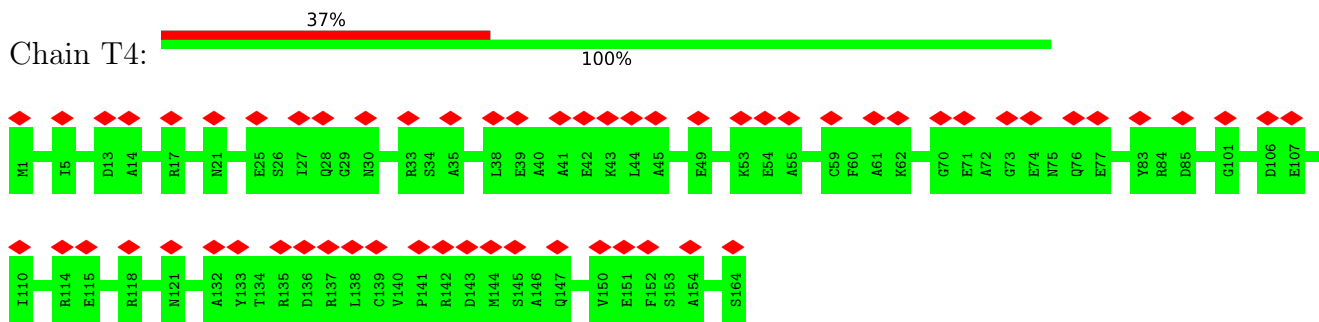 37%
Chain T4:
100%
M1 I5 D13 A14 R17 N21 E25 S26 I27 Q28 G29 N30 R33 S34 A35 L38 E39 A40 A41 E42 K43 L44 A45 E49 K53 E54 A55 C59 F60 A61 K62 G70 E71 A72 G73 E74 N75 Q76 E77 Y83 R84 D85 G101 D106 E107
I110 R114 E115 R118 N121 A132 Y133 T134 R135 D136 R137 L138 C139 V140 P141 R142 D143 M144 S145 A146 Q147 V150 E151 F152 S153 A154 S164